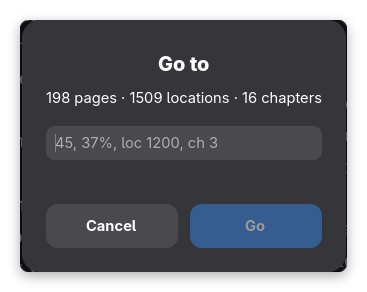 Go to
198 pages · 1509 locations · 16 chapters
45, 37%, loc 1200, ch 3
Cancel
Go